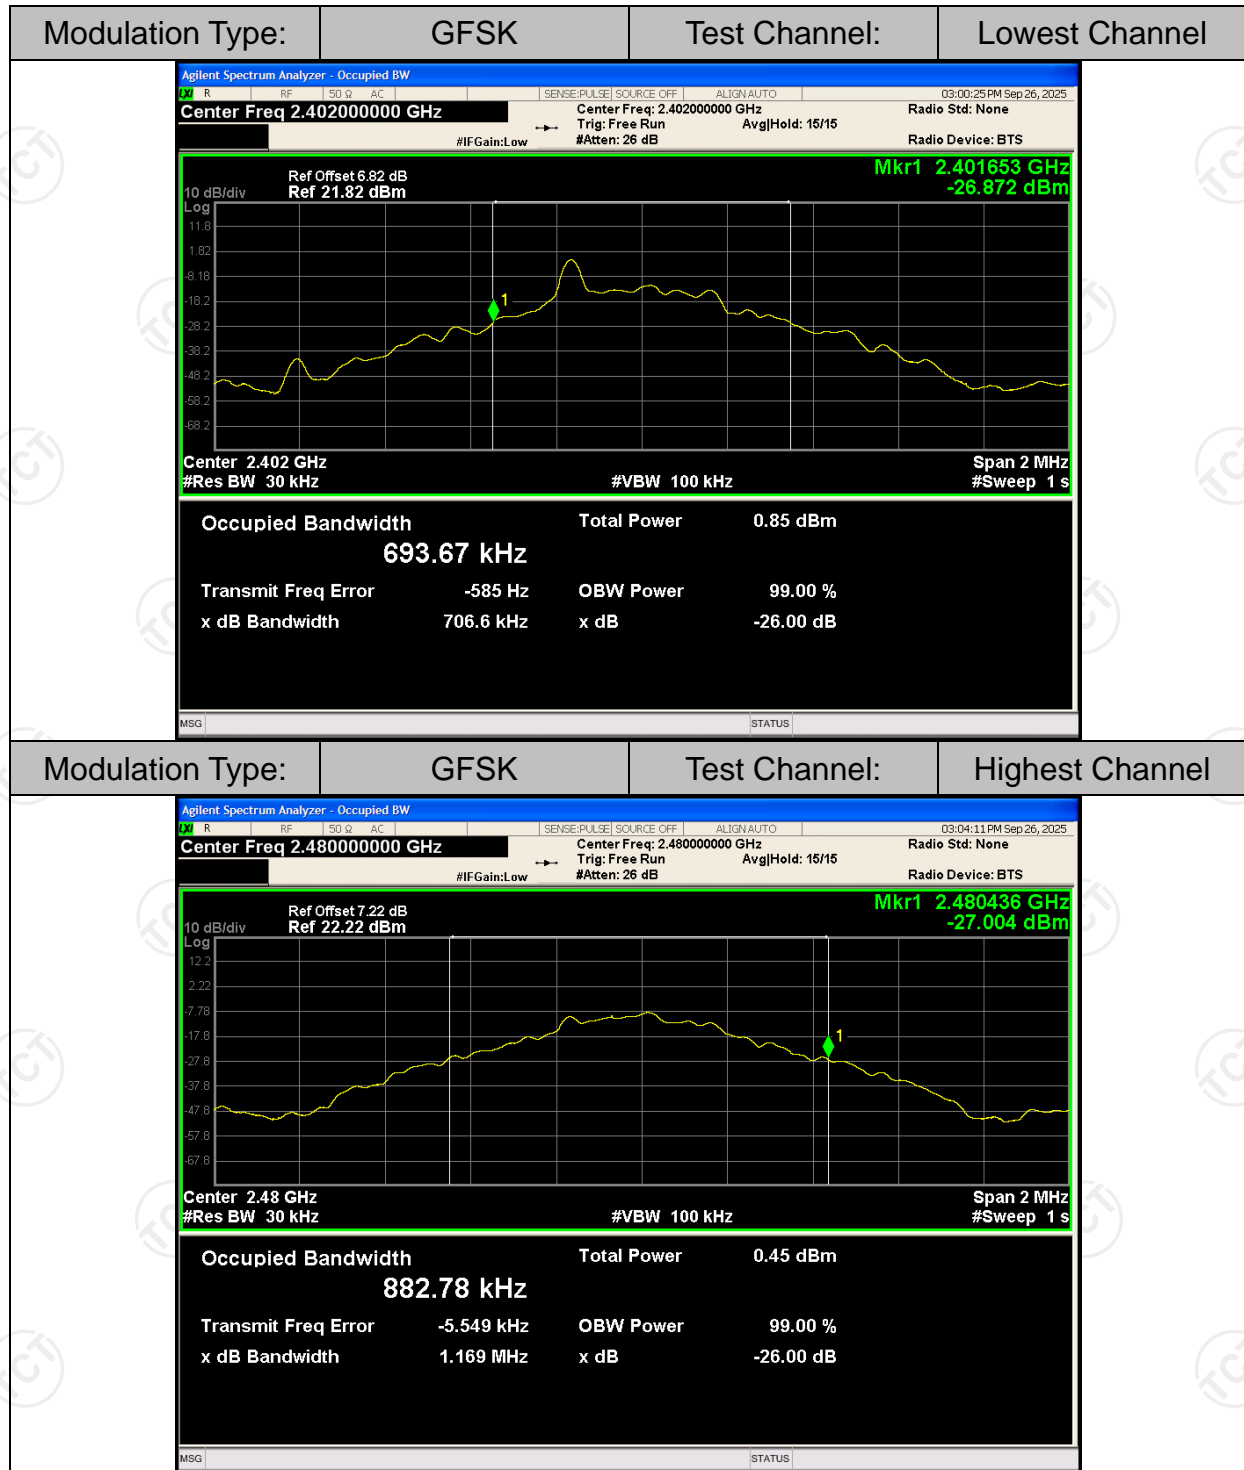 Modulation Type: GFSK Test Channel: Lowest Channel
Agilent Spectrum Analyzer - Occupied BW
LXI R RF 50 Ω AC SENSE:PULSE SOURCE OFF ALIGN AUTO 03:00:25 PM Sep 26, 2025
Center Freq 2.402000000 GHz Center Freq: 2.402000000 GHz Radio Std: None
Trig: Free Run Avg|Hold: 15/15
#IFGain:Low #Atten: 26 dB Radio Device: BTS
Mkr1 2.401653 GHz
Ref Offset 6.82 dB
10 dB/div Ref 21.82 dBm -26.872 dBm
Log
11.8
1.82
-8.18
-18.2
1
-28.2
-38.2
-48.2
-58.2
-68.2
Center 2.402 GHz Span 2 MHz
#Res BW 30 kHz #VBW 100 kHz #Sweep 1 s
Occupied Bandwidth Total Power 0.85 dBm
693.67 kHz
Transmit Freq Error -585 Hz OBW Power 99.00 %
x dB Bandwidth 706.6 kHz x dB -26.00 dB
MSG STATUS
Modulation Type: GFSK Test Channel: Highest Channel
Agilent Spectrum Analyzer - Occupied BW
LXI R RF 50 Ω AC SENSE:PULSE SOURCE OFF ALIGN AUTO 03:04:11 PM Sep 26, 2025
Center Freq 2.480000000 GHz Center Freq: 2.480000000 GHz Radio Std: None
Trig: Free Run Avg|Hold: 15/15
#IFGain:Low #Atten: 26 dB Radio Device: BTS
Mkr1 2.480436 GHz
Ref Offset 7.22 dB
10 dB/div Ref 22.22 dBm -27.004 dBm
Log
12.2
2.22
-7.78
-17.8
1
-27.8
-37.8
-47.8
-57.8
-67.8
Center 2.48 GHz Span 2 MHz
#Res BW 30 kHz #VBW 100 kHz #Sweep 1 s
Occupied Bandwidth Total Power 0.45 dBm
882.78 kHz
Transmit Freq Error -5.549 kHz OBW Power 99.00 %
x dB Bandwidth 1.169 MHz x dB -26.00 dB
MSG STATUS
TCT